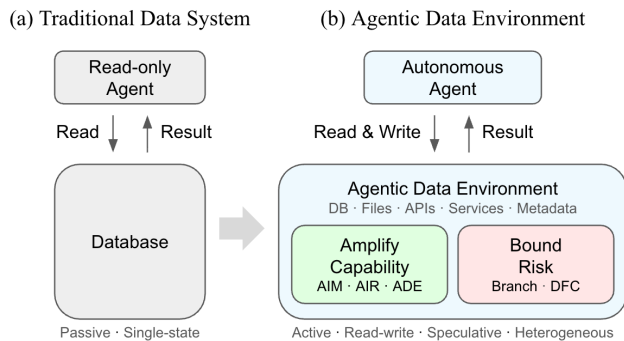 (a) Traditional Data System
Read-only
Agent
Read
Result
Database
Passive · Single-state
(b) Agentic Data Environment
Autonomous
Agent
Read & Write
Result
Agentic Data Environment
DB · Files · APIs · Services · Metadata
Amplify
Capability
AIM · AIR · ADE
Bound
Risk
Branch · DFC
Active · Read-write · Speculative · Heterogeneous